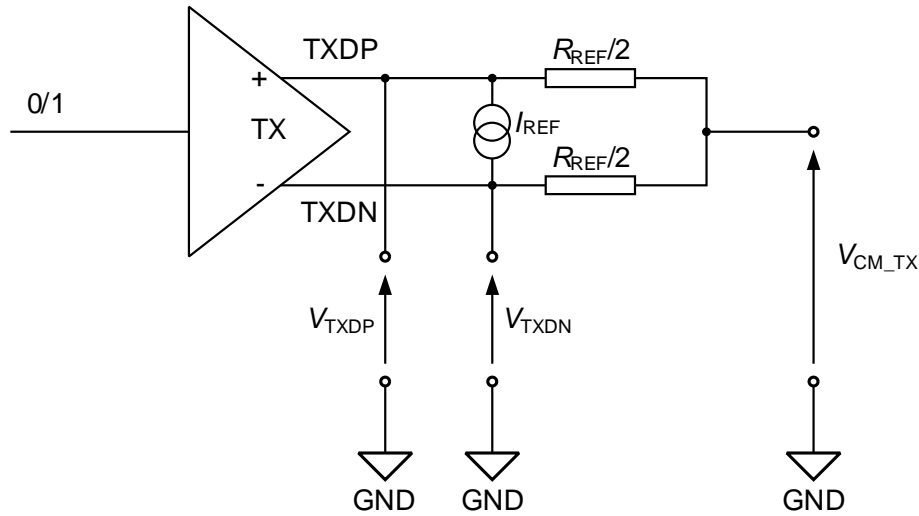 TXDP
R_REF/2
0/1
+
TX
I_REF
-
R_REF/2
TXDN
V_TXDP
V_TXDN
V_CM_TX
GND
GND
GND